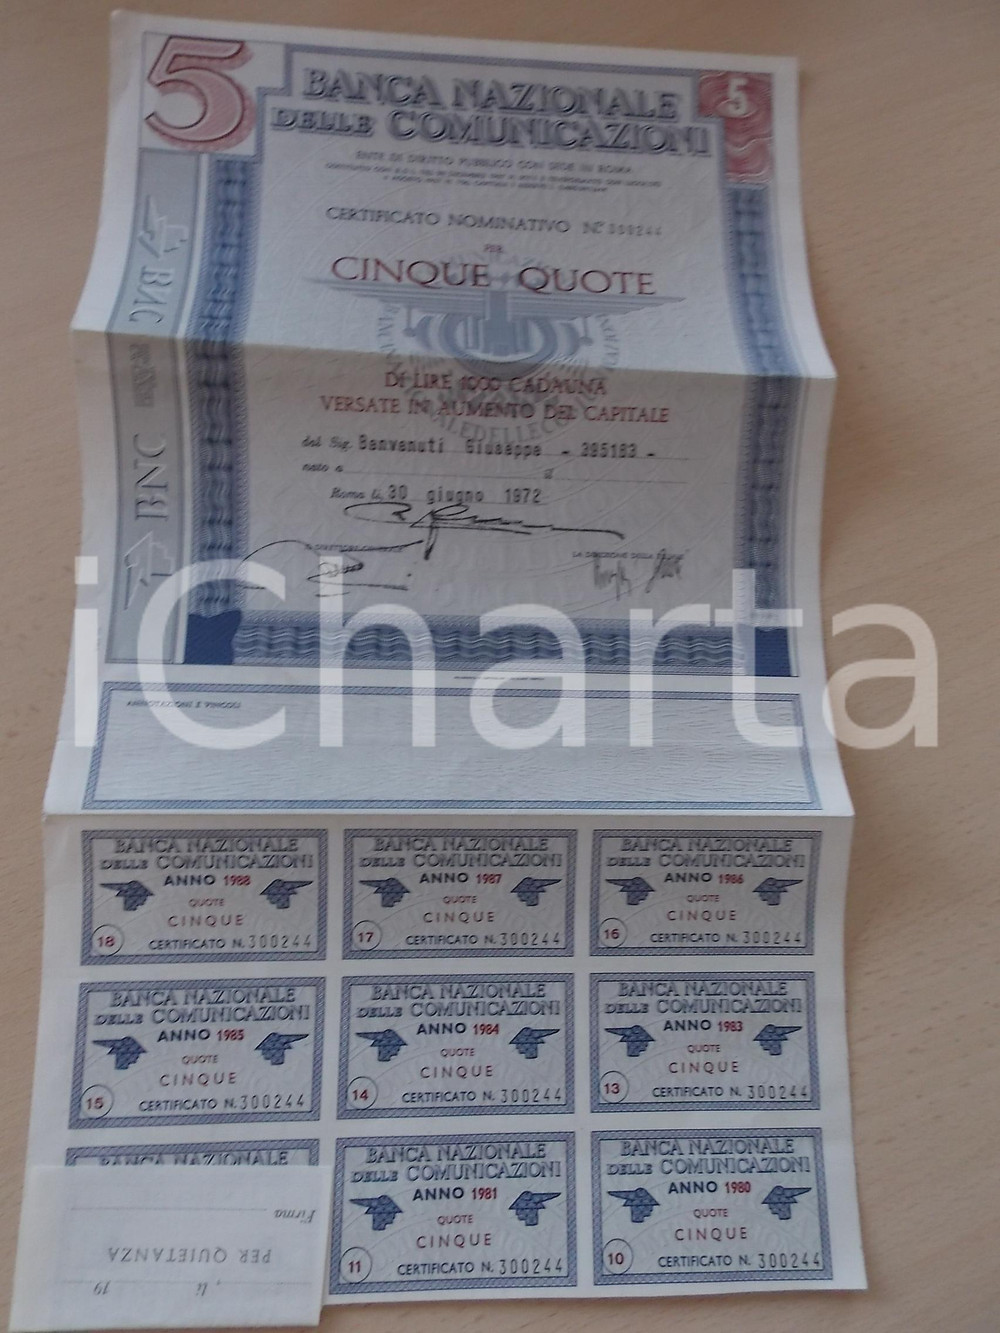 5
BANCA NAZIONALE
DELLE COMUNICAZIONI
5
ENTE DI DIRITTO PUBBLICO CON SEDE IN ROMA
CERTIFICATO NOMINATIVO N° 300244
PER
CINQUE QUOTE
DI LIRE 1000 CADAUNA
VERSATE IN AUMENTO DEL CAPITALE
dal Sig. Benvenuti Giuseppe - 395183 -
nato a il
Roma li, 30 giugno 1972
IL DIRETTORE GENERALE
BNC
BNC
iCharta
ANNOTAZIONI E VINCOLI
BANCA NAZIONALE
DELLE COMUNICAZIONI
ANNO 1988
QUOTE
CINQUE
18 CERTIFICATO N. 300244
BANCA NAZIONALE
DELLE COMUNICAZIONI
ANNO 1987
QUOTE
CINQUE
17 CERTIFICATO N. 300244
BANCA NAZIONALE
DELLE COMUNICAZIONI
ANNO 1986
QUOTE
CINQUE
16 CERTIFICATO N. 300244
BANCA NAZIONALE
DELLE COMUNICAZIONI
ANNO 1985
QUOTE
CINQUE
15 CERTIFICATO N. 300244
BANCA NAZIONALE
DELLE COMUNICAZIONI
ANNO 1984
QUOTE
CINQUE
14 CERTIFICATO N. 300244
BANCA NAZIONALE
DELLE COMUNICAZIONI
ANNO 1983
QUOTE
CINQUE
13 CERTIFICATO N. 300244
BANCA NAZIONALE
BANCA NAZIONALE
DELLE COMUNICAZIONI
ANNO 1981
QUOTE
CINQUE
11 CERTIFICATO N. 300244
BANCA NAZIONALE
DELLE COMUNICAZIONI
ANNO 1980
QUOTE
CINQUE
10 CERTIFICATO N. 300244
, li 19
PER QUIETANZA
Firma